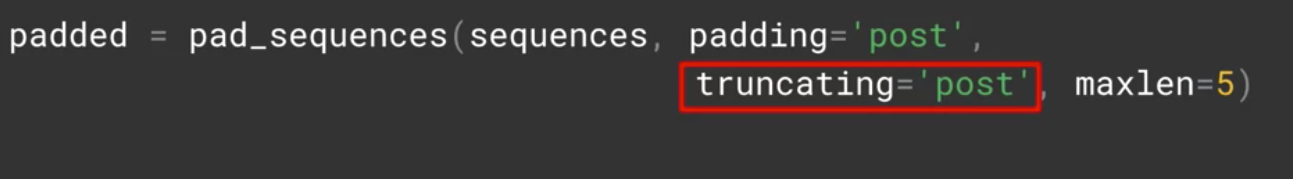 padded = pad_sequences(sequences, padding='post',
truncating='post', maxlen=5)